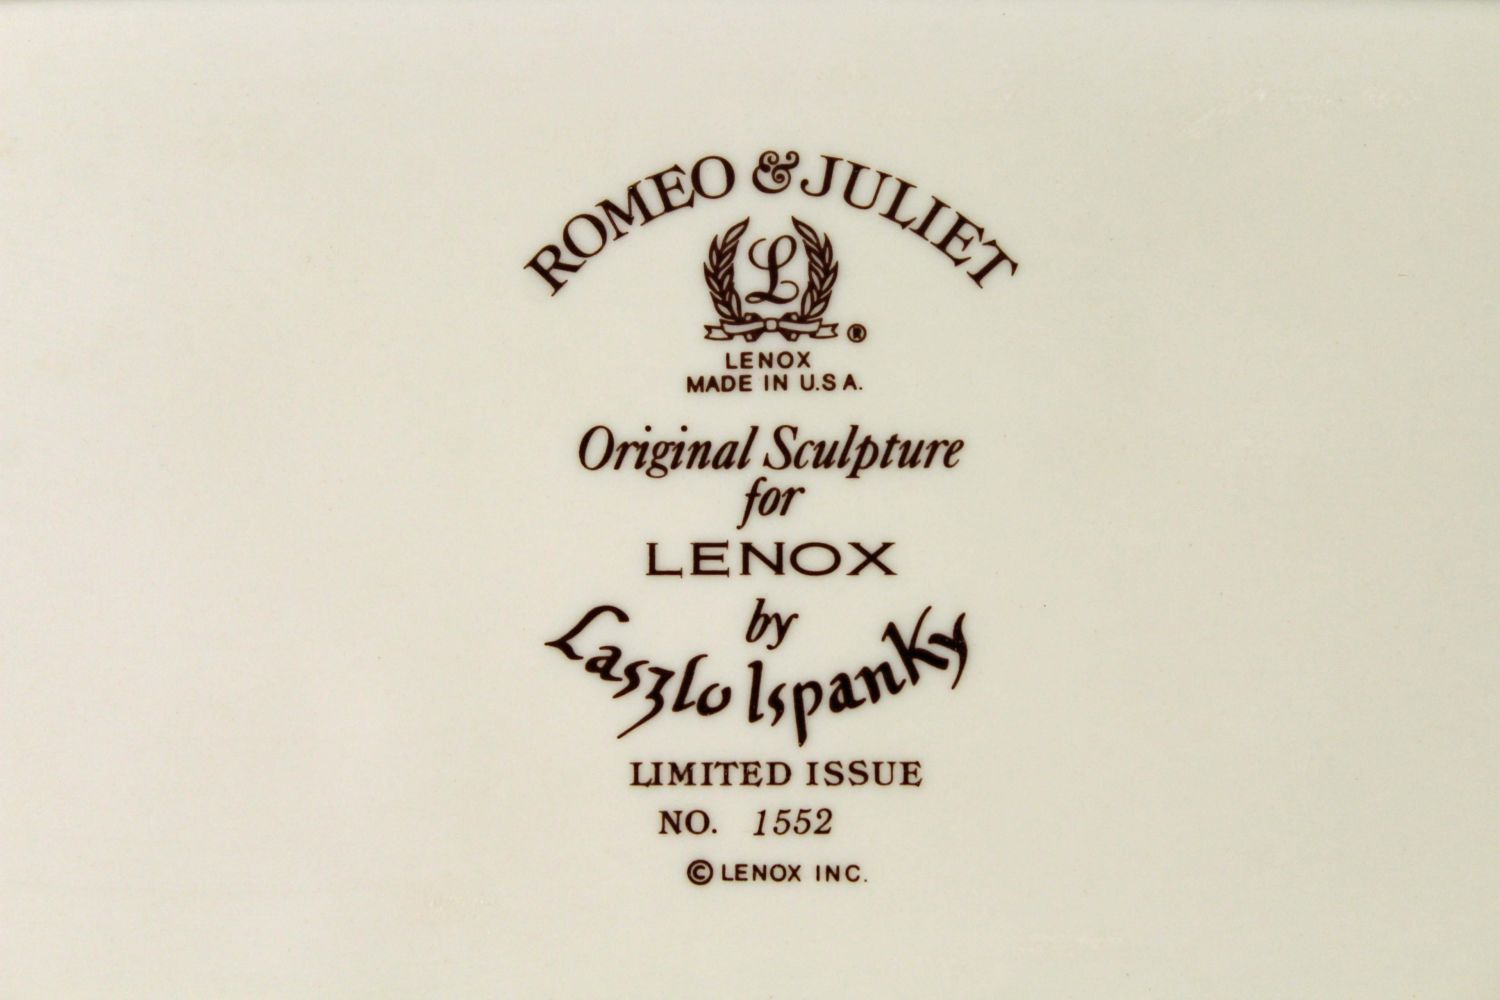 ROMEO & JULIET
L
®
LENOX
MADE IN U.S A.
Original Sculpture
for
LENOX
by
Laszlo Ispanky
LIMITED ISSUE
NO. 1552
© LENOX INC.